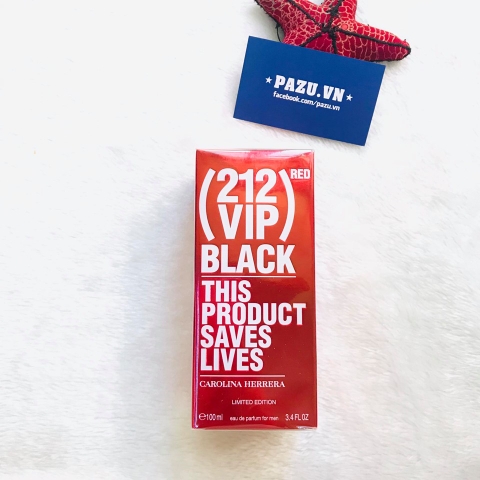 ★ PAZU.VN ★
facebook.com/pazu.vn
(212 VIP) RED
BLACK
THIS
PRODUCT
SAVES
LIVES
CAROLINA HERRERA
LIMITED EDITION
℮100 ml eau de parfum for men 3.4 FL OZ